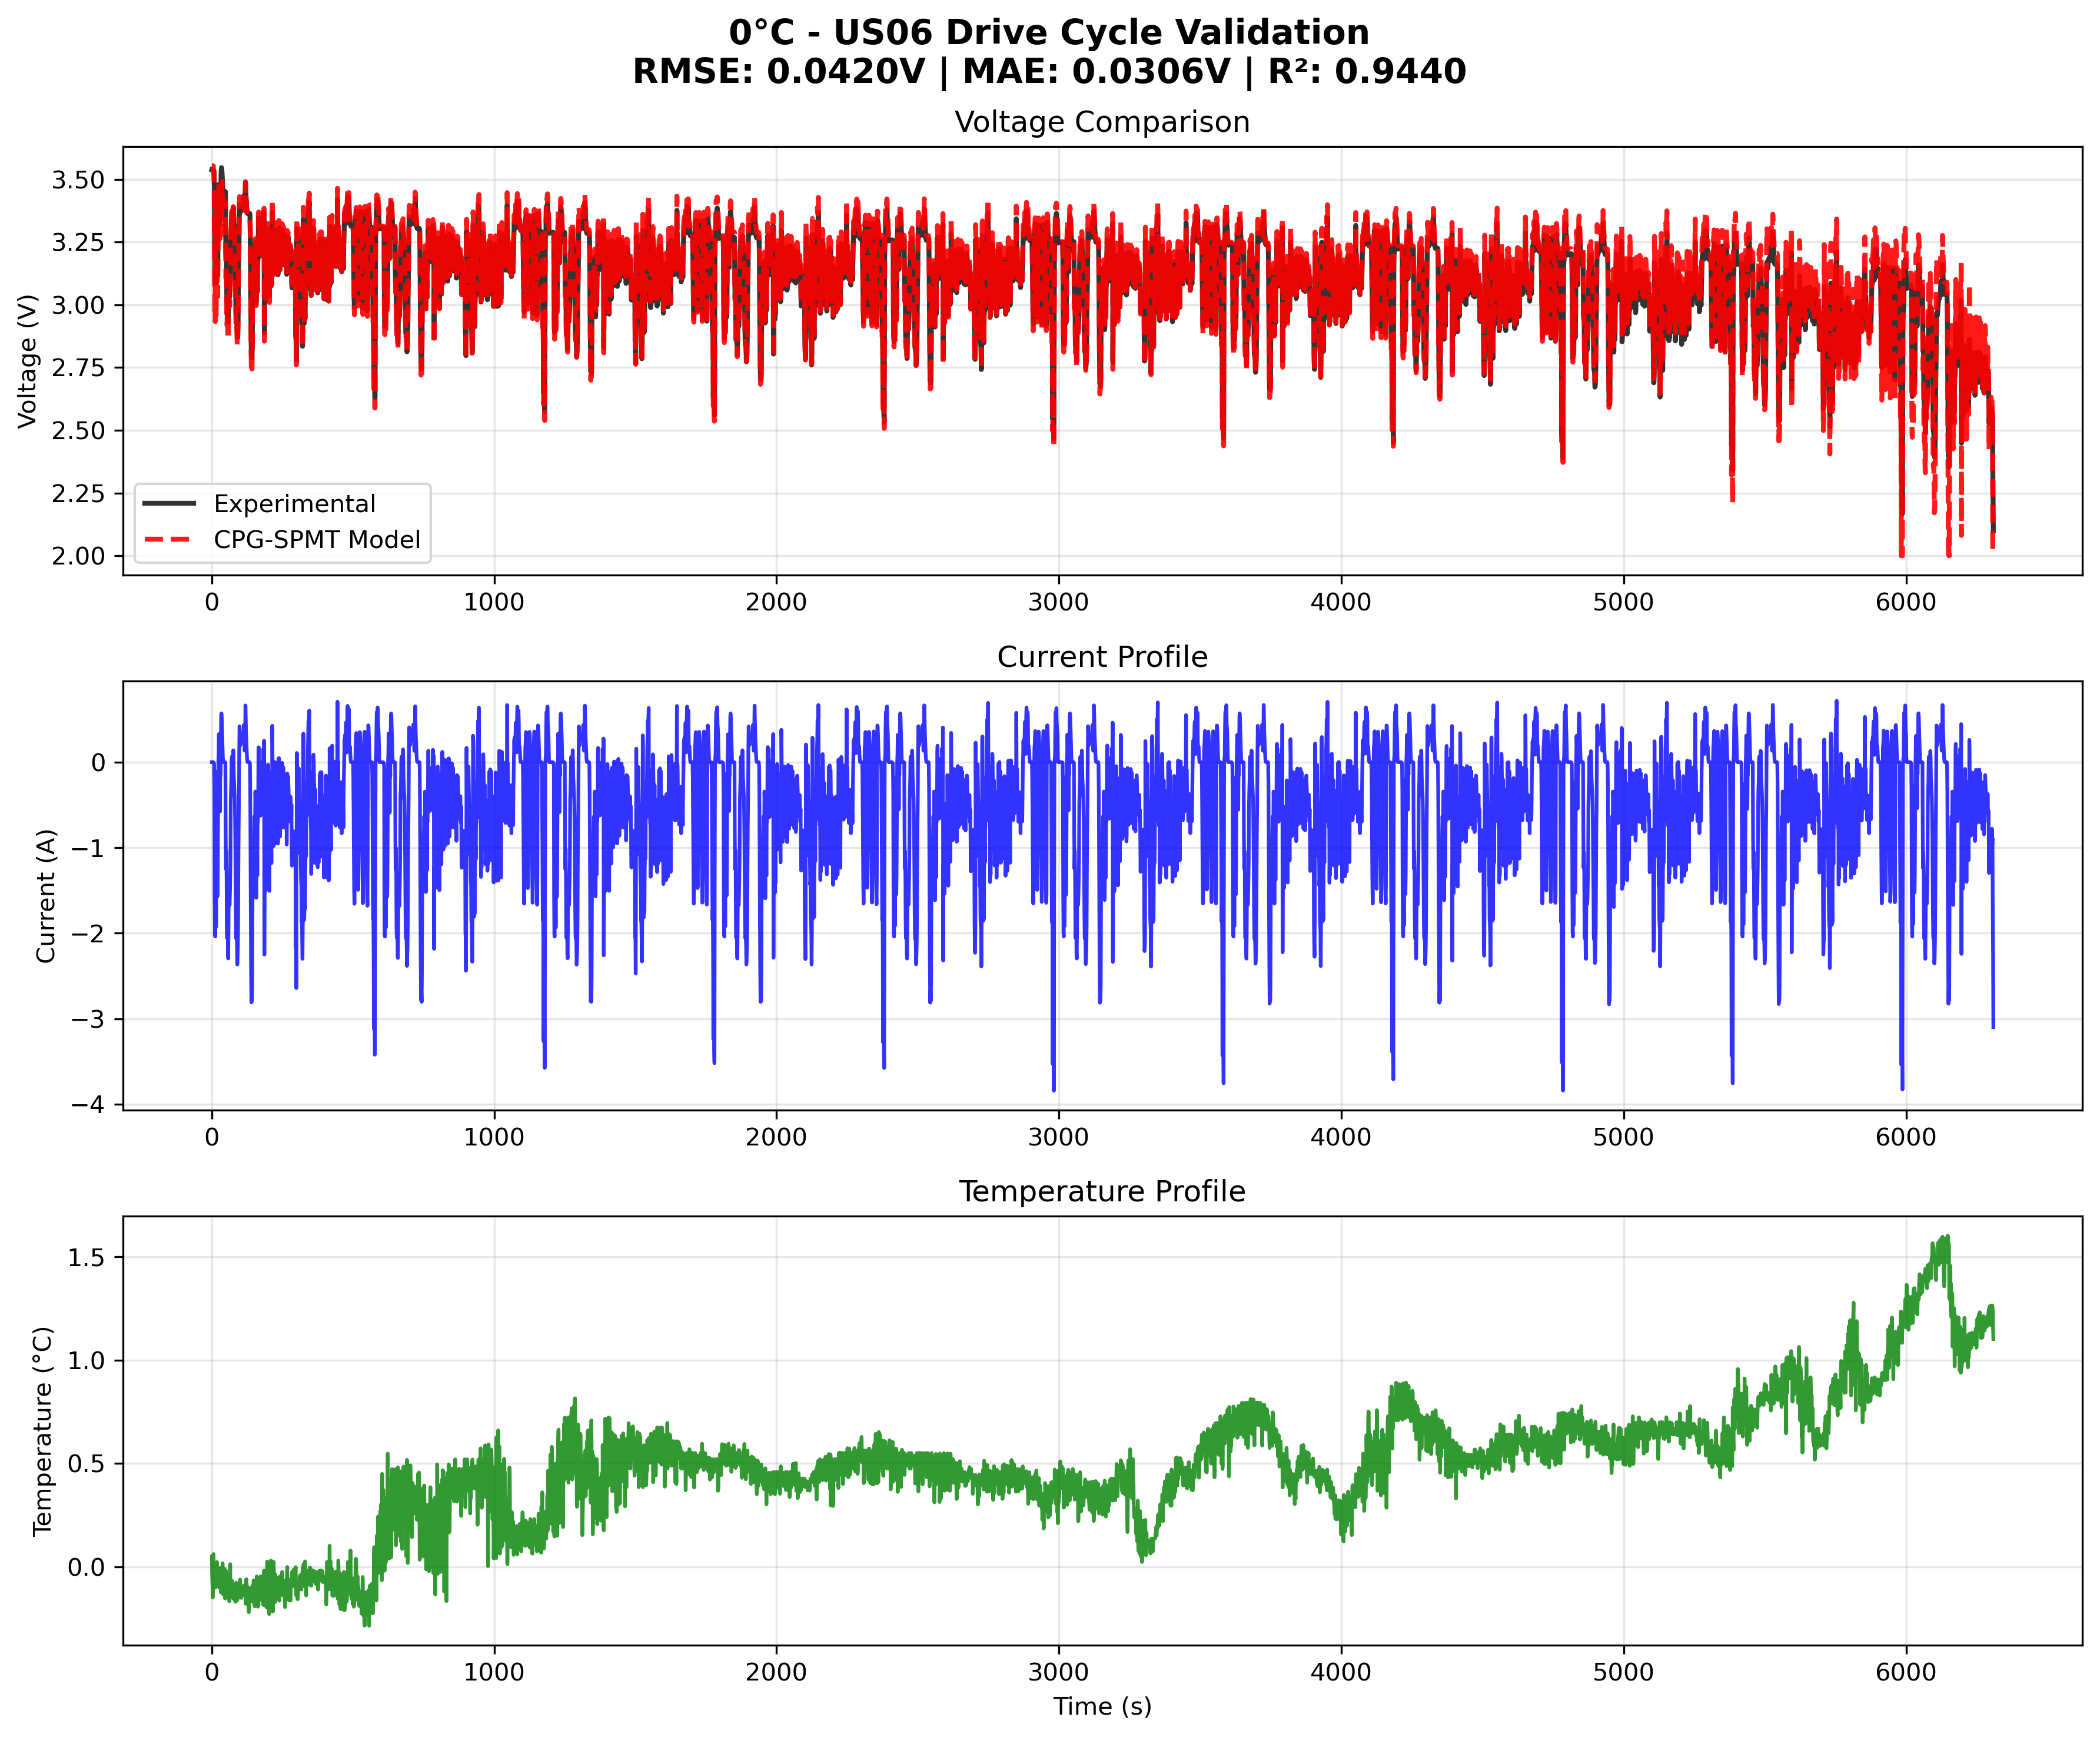 0°C - US06 Drive Cycle Validation
RMSE: 0.0420V | MAE: 0.0306V | R²: 0.9440
Voltage Comparison
Voltage (V)
3.50
3.25
3.00
2.75
2.50
2.25
2.00
Experimental
CPG-SPMT Model
0 1000 2000 3000 4000 5000 6000
Current Profile
Current (A)
0
−1
−2
−3
−4
0 1000 2000 3000 4000 5000 6000
Temperature Profile
Temperature (°C)
1.5
1.0
0.5
0.0
0 1000 2000 3000 4000 5000 6000
Time (s)